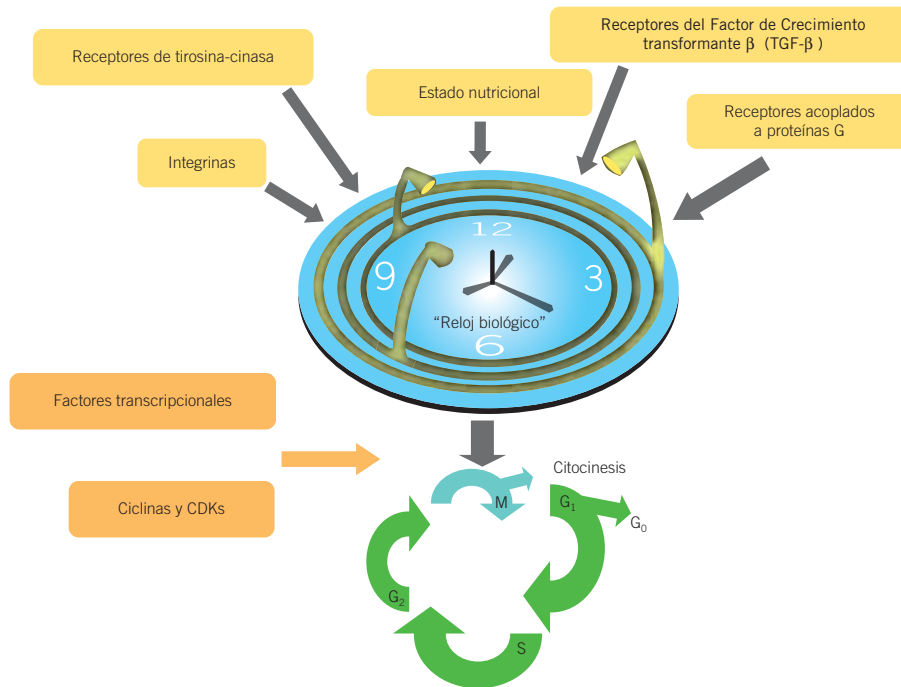 Receptores del Factor de Crecimiento
transformante β (TGF-β )
Receptores de tirosina-cinasa
Estado nutricional
Receptores acoplados
a proteínas G
Integrinas
12
9
3
“Reloj biológico”
6
Factores transcripcionales
Ciclinas y CDKs
Citocinesis
M
G₁
G₀
G₂
S